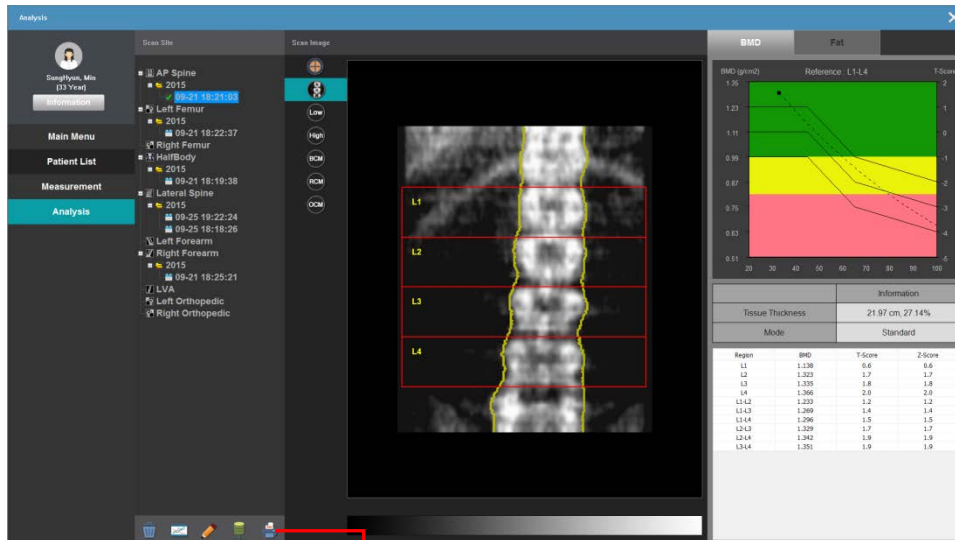 Analysis
SungHyun, Min
(33 Year)
Information
Main Menu
Patient List
Measurement
Analysis
Scan Site
AP Spine
2015
09-21 18:21:03
Left Femur
2015
09-21 18:22:37
Right Femur
HalfBody
2015
09-21 18:19:38
Lateral Spine
2015
09-25 19:22:24
09-25 18:18:26
Left Forearm
Right Forearm
2015
09-21 18:25:21
LVA
Left Orthopedic
Right Orthopedic
Scan Image
Low
High
BCM
RCM
OCM
L1
L2
L3
L4
BMD Fat
BMD (g/cm2) Reference : L1-L4 T-Score
1.35 2
1.23 1
1.11 0
0.99 -1
0.87 -2
0.75 -3
0.63 -4
0.51 -5
20 30 40 50 60 70 80 90 100
Information
Tissue Thickness 21.97 cm, 27.14%
Mode Standard
Region BMD T-Score Z-Score
L1 1.138 0.6 0.6
L2 1.323 1.7 1.7
L3 1.335 1.8 1.8
L4 1.366 2.0 2.0
L1-L2 1.233 1.2 1.2
L1-L3 1.269 1.4 1.4
L1-L4 1.296 1.5 1.5
L2-L3 1.329 1.7 1.7
L2-L4 1.342 1.9 1.9
L3-L4 1.351 1.9 1.9